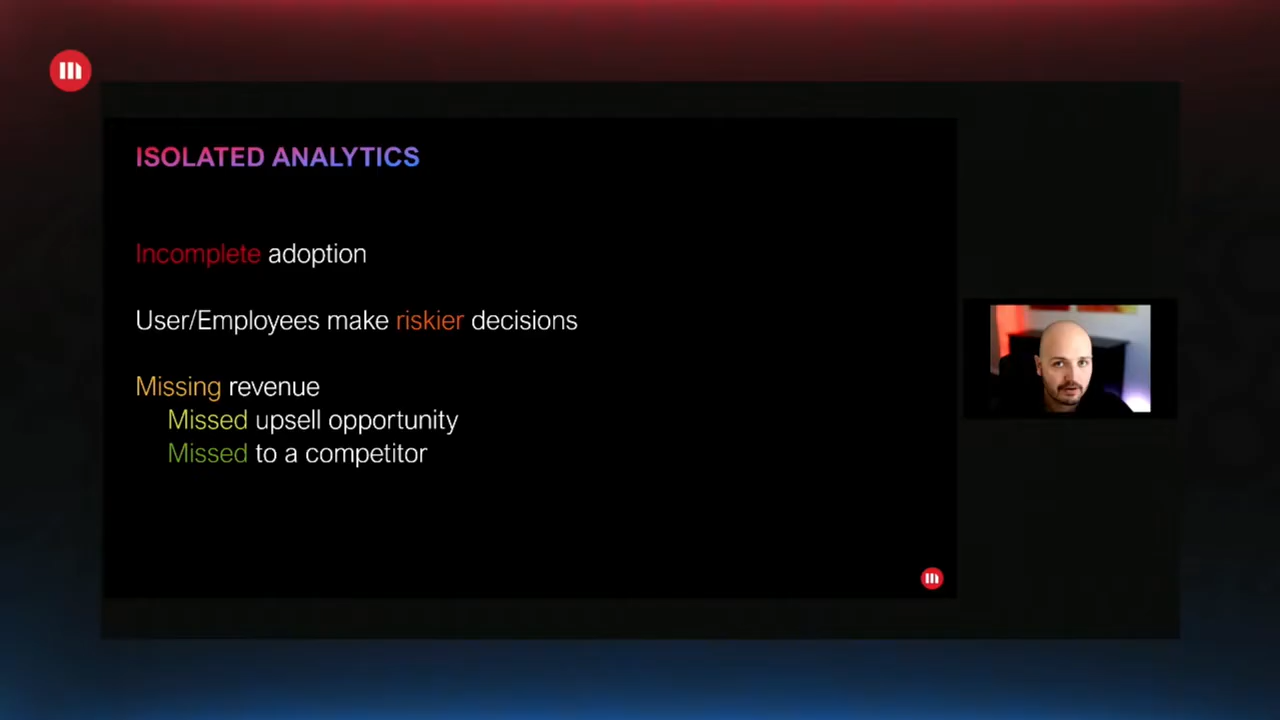 ISOLATED ANALYTICS
Incomplete adoption
User/Employees make riskier decisions
Missing revenue
Missed upsell opportunity
Missed to a competitor